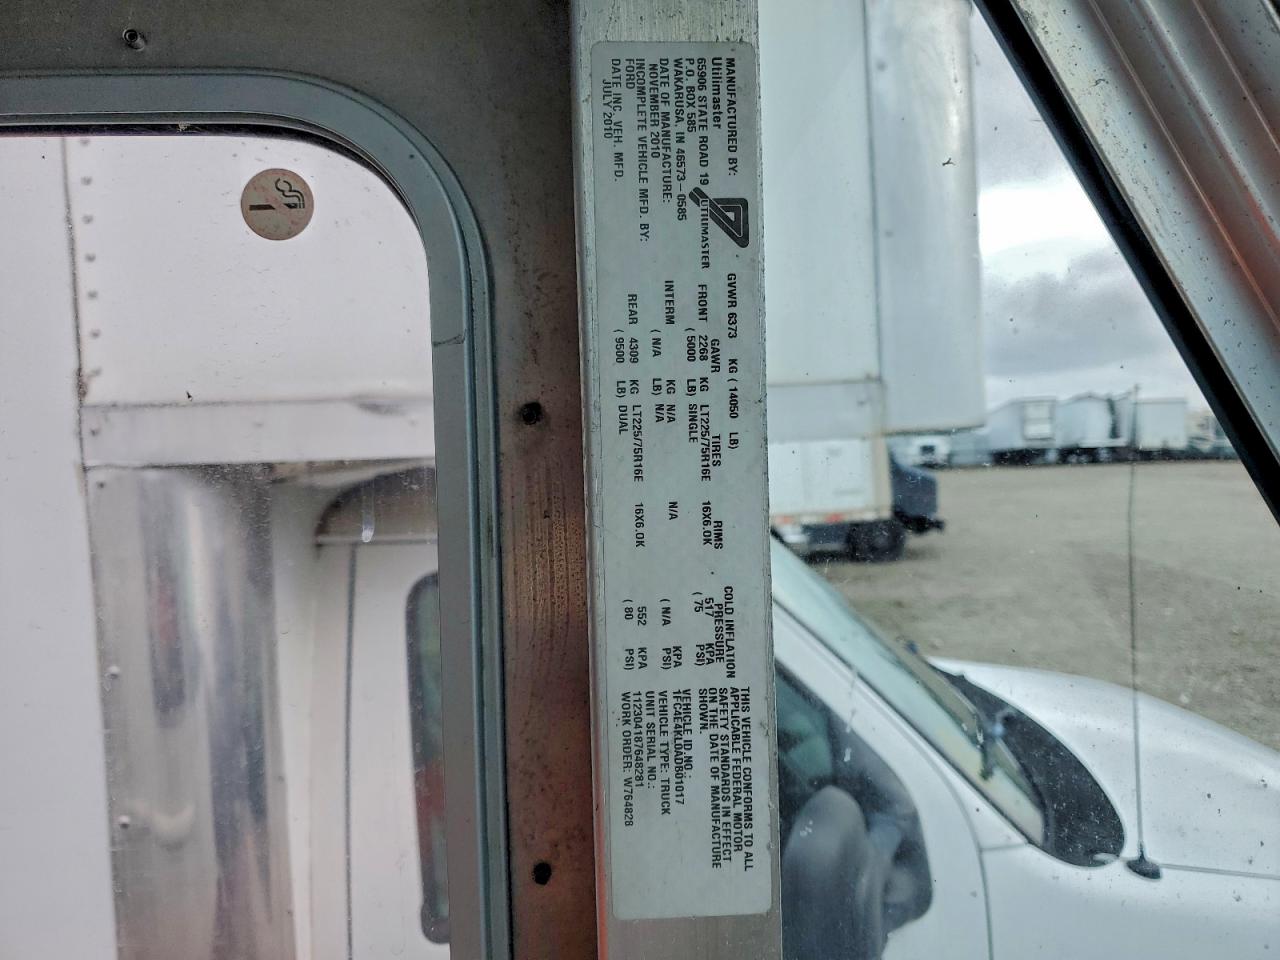 MANUFACTURED BY:
Utilimaster
65906 STATE ROAD 19
P.O. BOX 585
WAKARUSA, IN 46573-0585
DATE OF MANUFACTURE:
NOVEMBER 2010
INCOMPLETE VEHICLE MFD. BY:
FORD
DATE INC. VEH. MFD.
JULY 2010
UTILIMASTER
GVWR 6373 KG ( 14050 LB)
GAWR TIRES RIMS COLD INFLATION PRESSURE
FRONT 2268 KG LT225/75R16E 16X6.0K 517 KPA
( 5000 LB) SINGLE ( 75 PSI)
INTERM KG N/A N/A KPA
( N/A LB) N/A ( N/A PSI)
REAR 4309 KG LT225/75R16E 16X6.0K 552 KPA
( 9500 LB) DUAL ( 80 PSI)
THIS VEHICLE CONFORMS TO ALL
APPLICABLE FEDERAL MOTOR
SAFETY STANDARDS IN EFFECT
ON THE DATE OF MANUFACTURE
SHOWN.
VEHICLE ID.NO.:
1FC4E4KL0ADB01017
VEHICLE TYPE: TRUCK
UNIT SERIAL NO.:
11230418764828​1
WORK ORDER: W764828